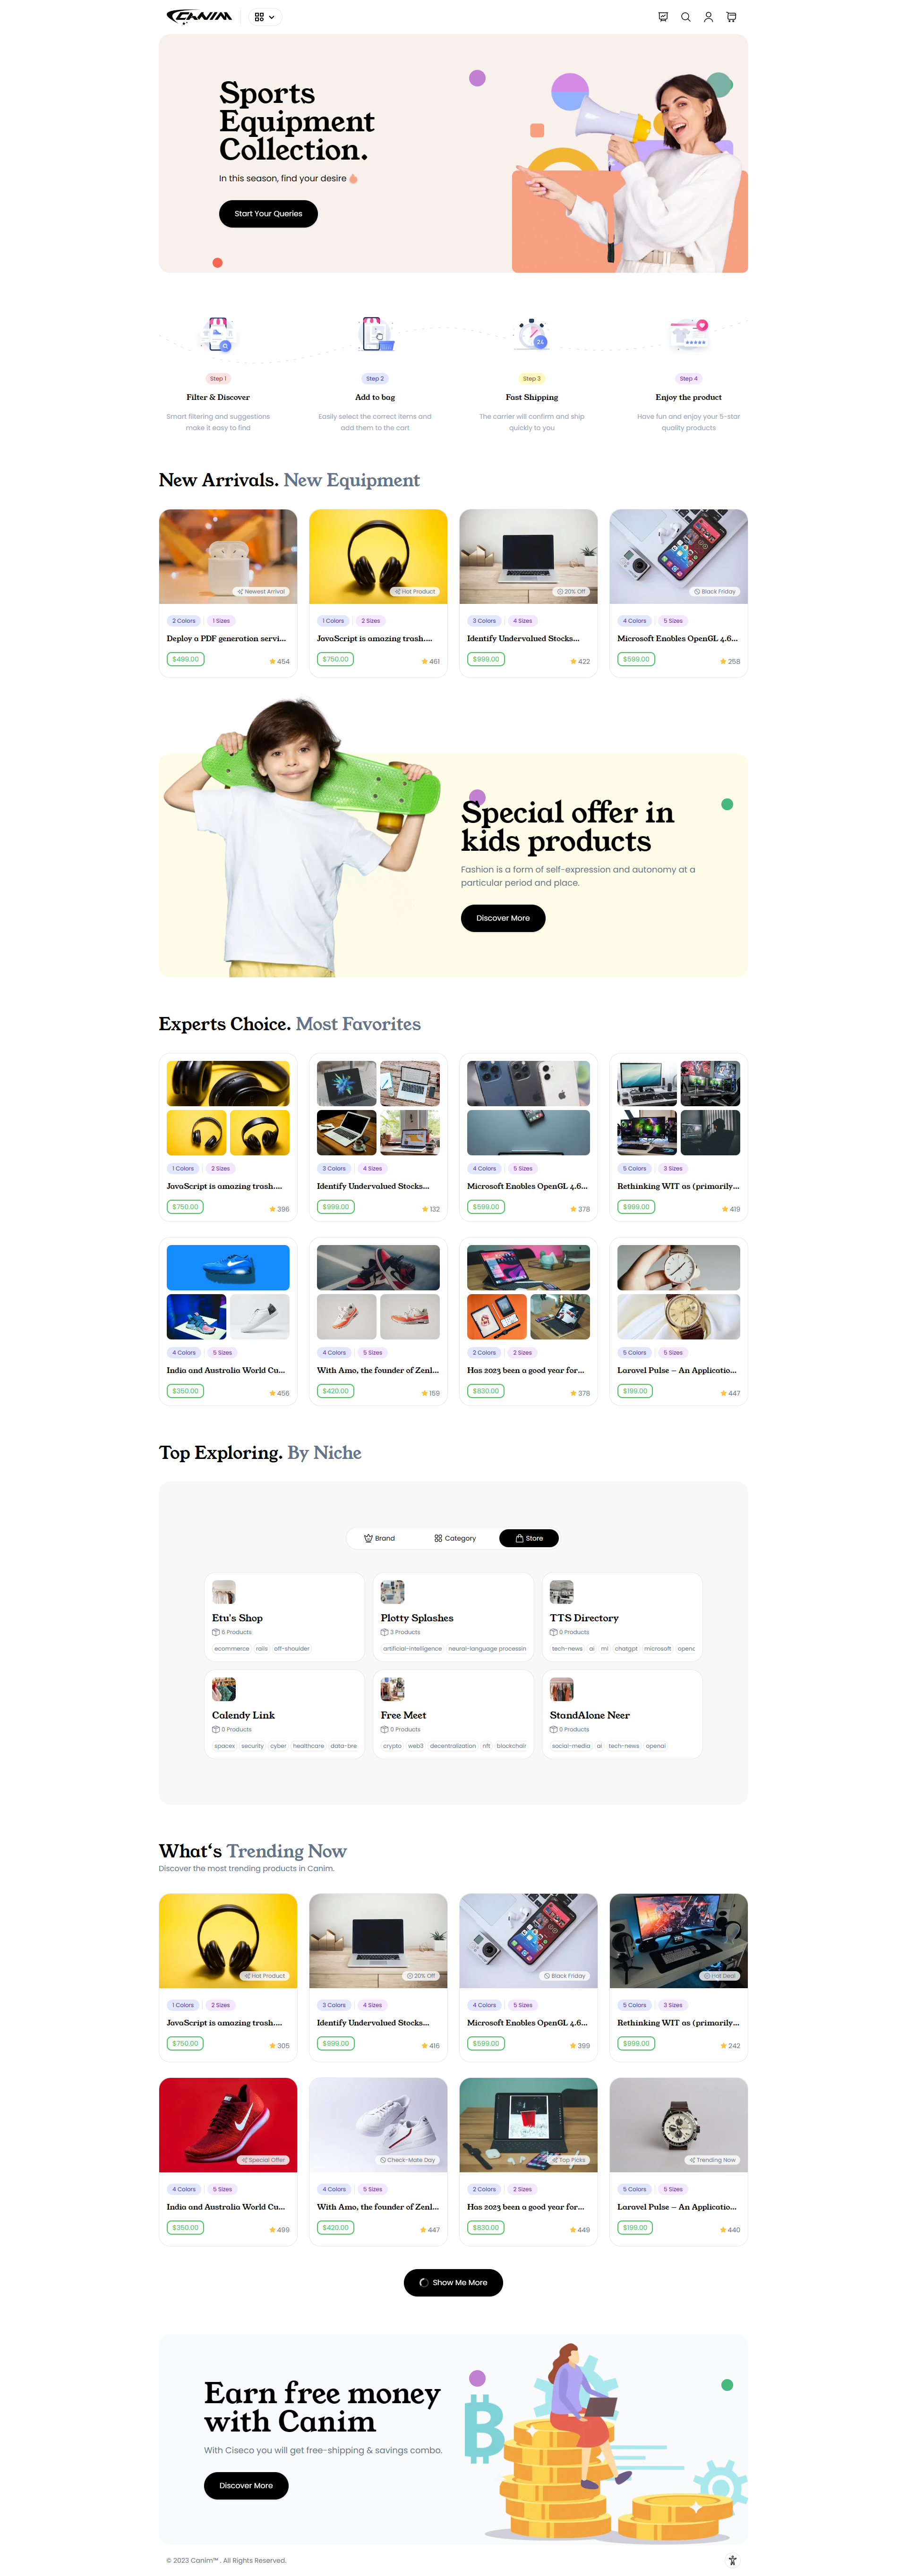 CANIM
Sports
Equipment
Collection.
In this season, find your desire
Start Your Queries
Step 1
Filter & Discover
Smart filtering and suggestions
make it easy to find
Step 2
Add to bag
Easily select the correct items and
add them to the cart
Step 3
Fast Shipping
The carrier will confirm and ship
quickly to you
Step 4
Enjoy the product
Have fun and enjoy your 5-star
quality products
New Arrivals. New Equipment
Newest Arrival
2 Colors 1 Sizes
Deploy a PDF generation servi...
$499.00 454
Hot Product
1 Colors 2 Sizes
JavaScript is amazing trash....
$750.00 461
20% Off
3 Colors 4 Sizes
Identify Undervalued Stocks...
$999.00 422
Black Friday
4 Colors 5 Sizes
Microsoft Enables OpenGL 4.6...
$599.00 258
Special offer in
kids products
Fashion is a form of self-expression and autonomy at a
particular period and place.
Discover More
Experts Choice. Most Favorites
1 Colors 2 Sizes
JavaScript is amazing trash....
$750.00 396
3 Colors 4 Sizes
Identify Undervalued Stocks...
$999.00 132
4 Colors 5 Sizes
Microsoft Enables OpenGL 4.6...
$599.00 378
5 Colors 3 Sizes
Rethinking WIT as (primarily...
$999.00 419
4 Colors 5 Sizes
India and Australia World Cu...
$350.00 456
4 Colors 5 Sizes
With Amo, the founder of Zenl...
$420.00 159
2 Colors 2 Sizes
Has 2023 been a good year for...
$830.00 378
5 Colors 5 Sizes
Laravel Pulse – An Applicatio...
$199.00 447
Top Exploring. By Niche
Brand Category Store
Etu's Shop
6 Products
ecommerce rails off-shoulder
Plotty Splashes
3 Products
artificial-intelligence neural-language processin
TTS Directory
0 Products
tech-news ai ml chatgpt microsoft openc
Calendy Link
0 Products
spacex security cyber healthcare data-bre
Free Meet
0 Products
crypto web3 decentralization nft blockchain
StandAlone Neer
0 Products
social-media ai tech-news openai
What‘s Trending Now
Discover the most trending products in Canim.
Hot Product
1 Colors 2 Sizes
JavaScript is amazing trash....
$750.00 305
20% Off
3 Colors 4 Sizes
Identify Undervalued Stocks...
$999.00 416
Black Friday
4 Colors 5 Sizes
Microsoft Enables OpenGL 4.6...
$599.00 399
Hot Deal
5 Colors 3 Sizes
Rethinking WIT as (primarily...
$999.00 242
Special Offer
4 Colors 5 Sizes
India and Australia World Cu...
$350.00 499
Check-Mate Day
4 Colors 5 Sizes
With Amo, the founder of Zenl...
$420.00 447
Top Picks
2 Colors 2 Sizes
Has 2023 been a good year for...
$830.00 449
Trending Now
5 Colors 5 Sizes
Laravel Pulse – An Applicatio...
$199.00 440
Show Me More
Earn free money
with Canim
With Ciseco you will get free-shipping & savings combo.
Discover More
© 2023 Canim™ . All Rights Reserved.